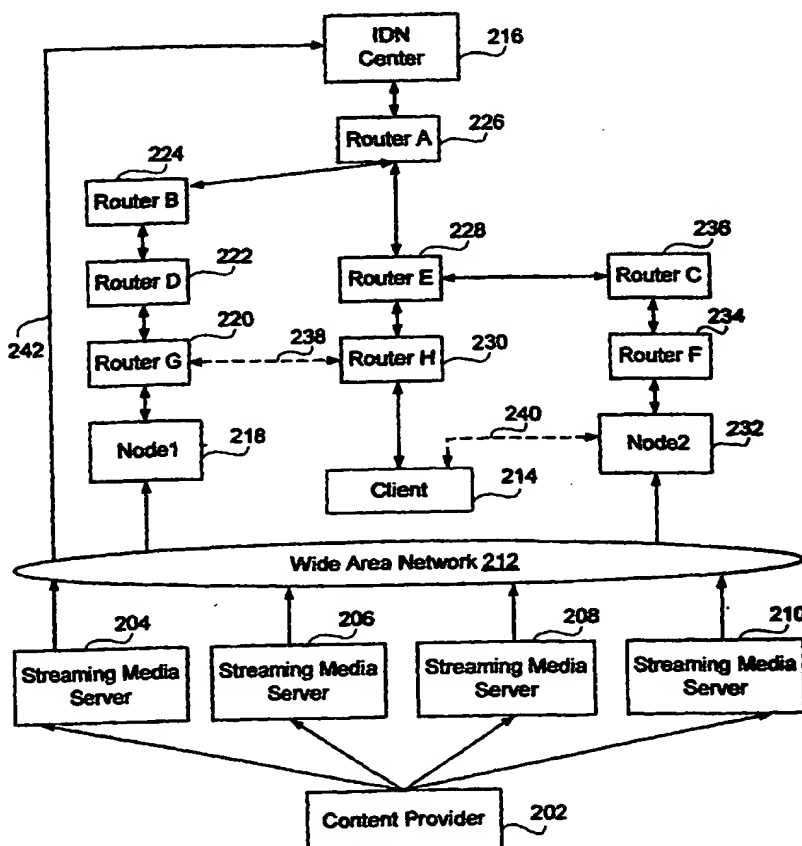 IDN
Center
216
Router A
226
224
Router B
228
236
Router D
222
Router E
Router C
220
238
234
242
Router G
Router H
230
Router F
240
Node1
218
Node2
232
Client
214
Wide Area Network 212
204
206
208
210
Streaming Media
Server
Streaming Media
Server
Streaming Media
Server
Streaming Media
Server
Content Provider
202